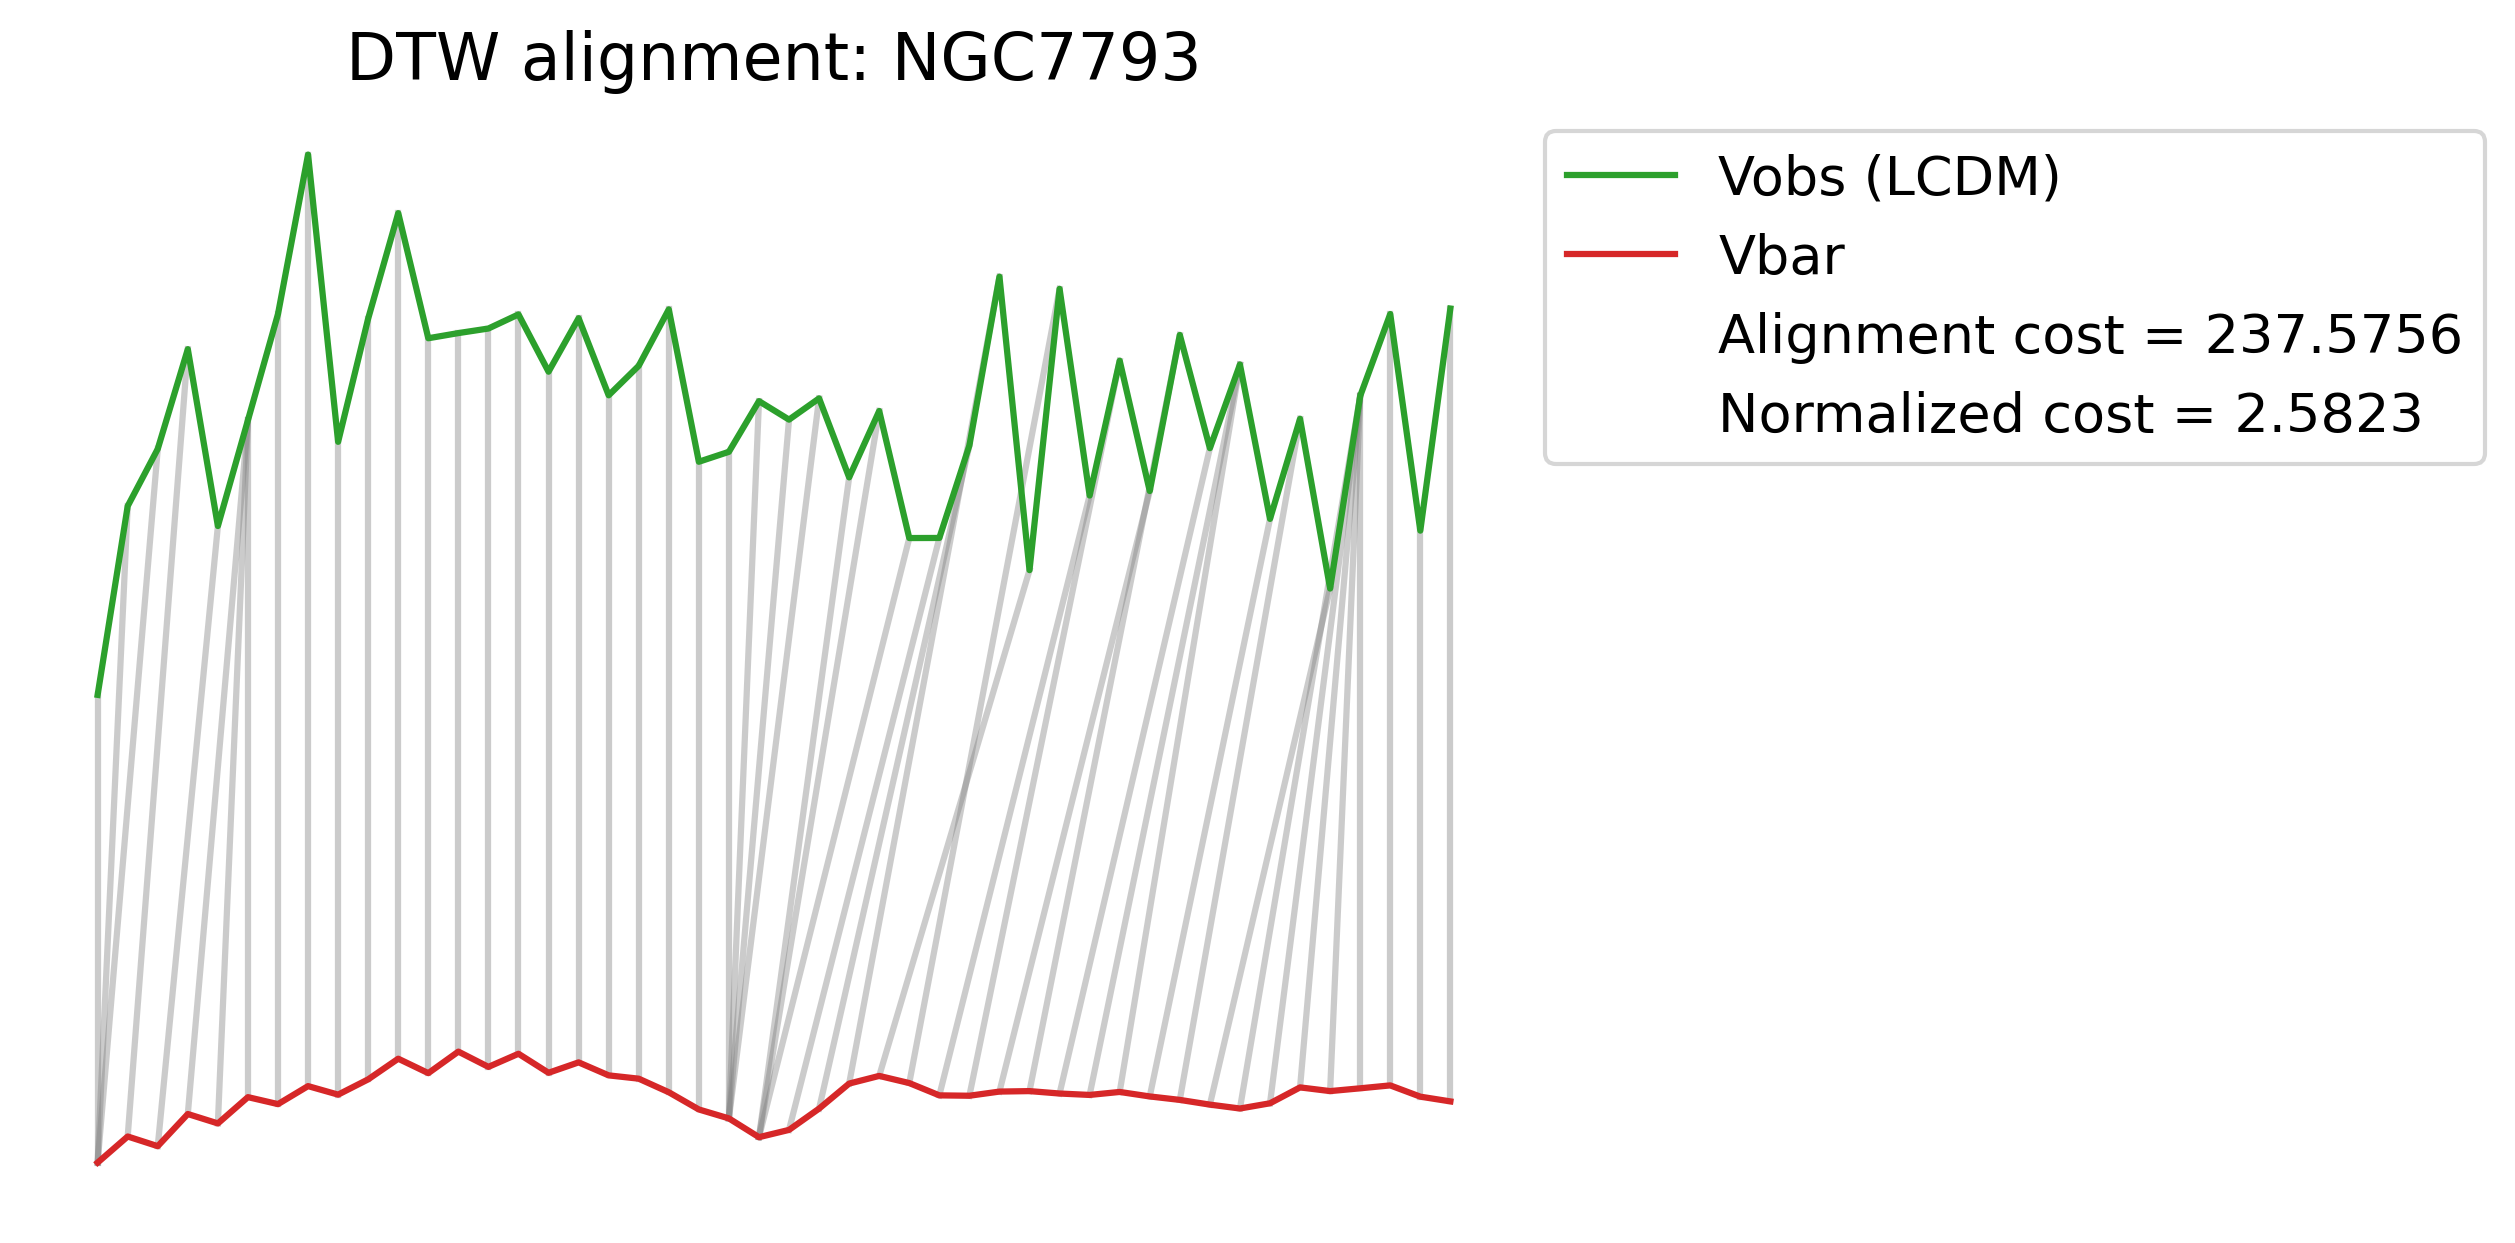 DTW alignment: NGC7793
Vobs (LCDM)
Vbar
Alignment cost = 237.5756
Normalized cost = 2.5823